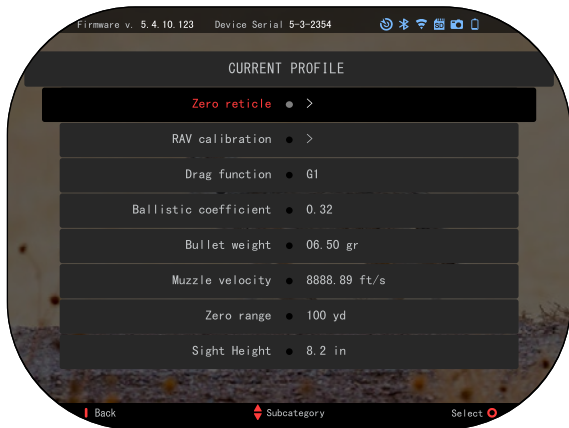 Firmware v. 5.4.10.123 Device Serial 5-3-2354 SD
CURRENT PROFILE
Zero reticle >
RAV calibration >
Drag function G1
Ballistic coefficient 0.32
Bullet weight 06.50 gr
Muzzle velocity 8888.89 ft/s
Zero range 100 yd
Sight Height 8.2 in
Back Subcategory Select